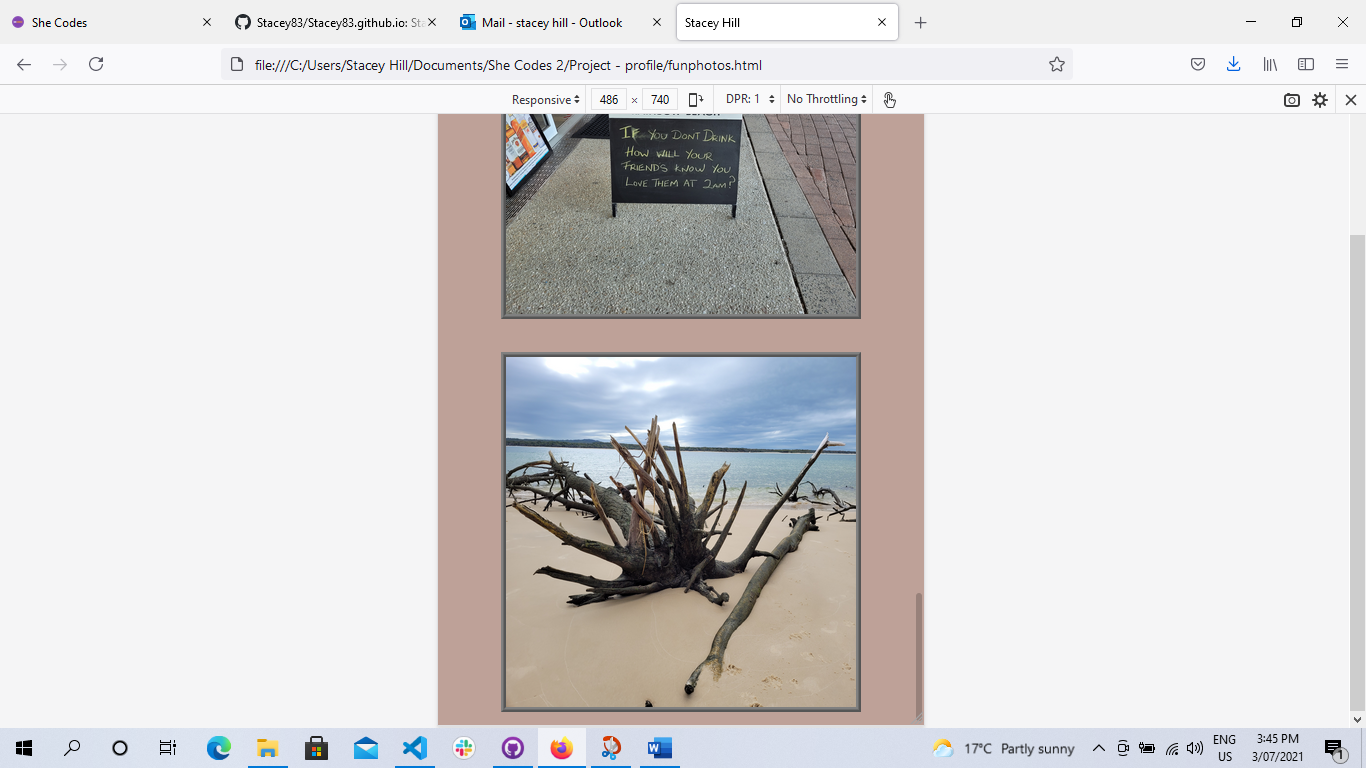 She Codes
Stacey83/Stacey83.github.io: Sta
Mail - stacey hill - Outlook
Stacey Hill
file:///C:/Users/Stacey Hill/Documents/She Codes 2/Project - profile/funphotos.html
Responsive
486 × 740
DPR: 1
No Throttling
IF YOU DONT DRINK
HOW WILL YOUR
FRIENDS KNOW YOU
LOVE THEM AT 2AM?
17°C Partly sunny
ENG
US
3:45 PM
3/07/2021
1